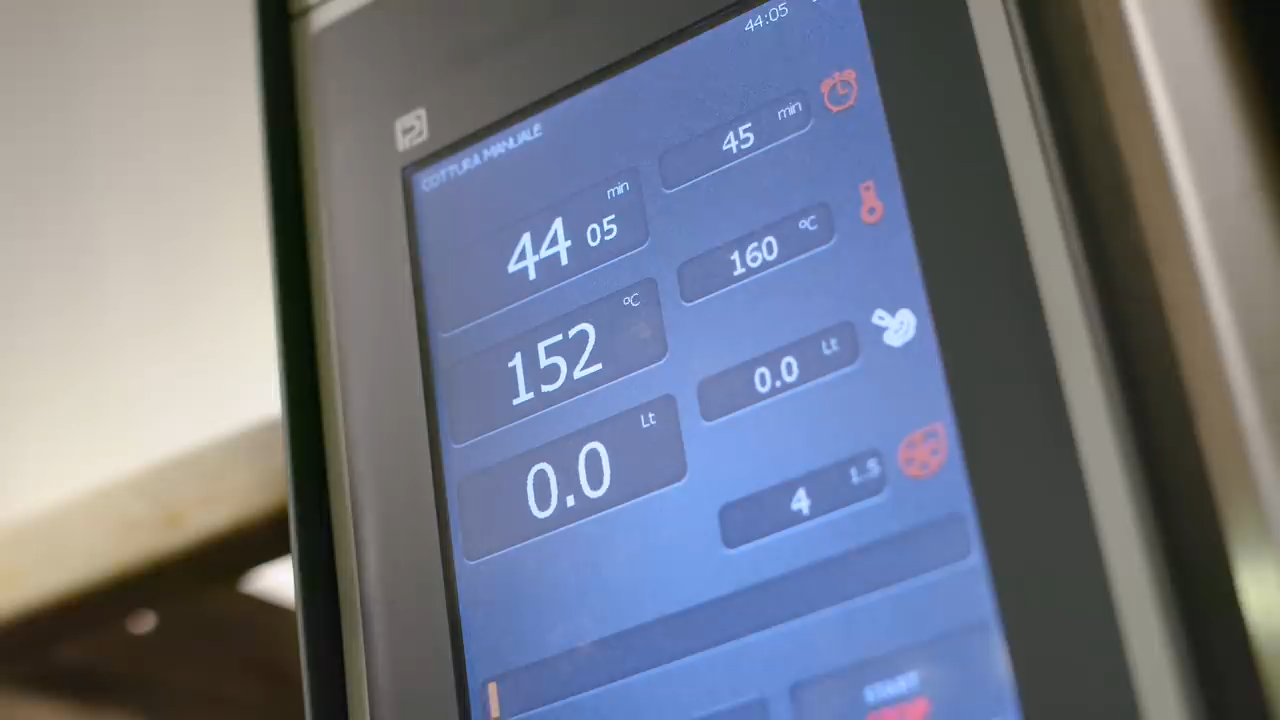 44:05
COTTURA MANUALE
44 05 min
45 min
152 °C
160 °C
0.0 Lt
0.0 Lt
4 1.5
START